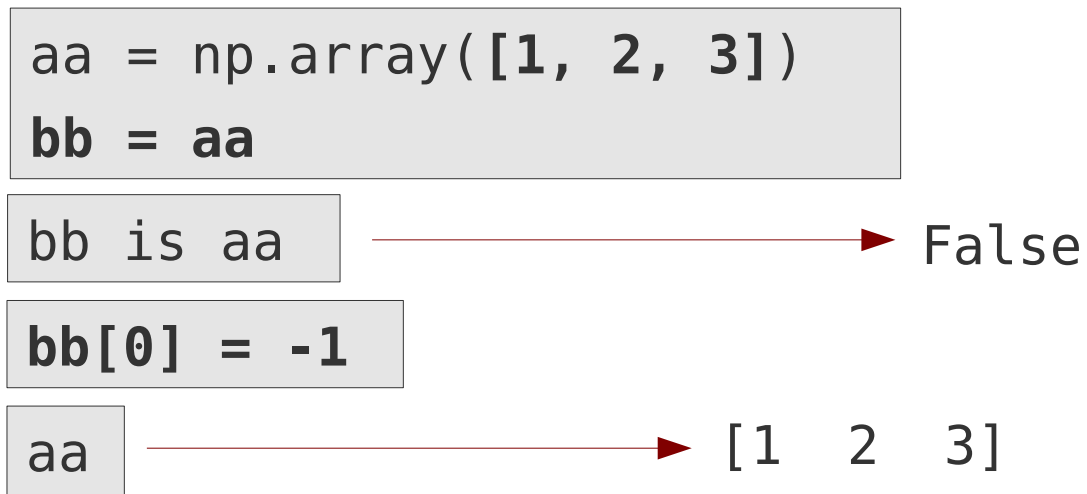 aa = np.array([1, 2, 3])
bb = aa
bb is aa False
bb[0] = -1
aa [1 2 3]